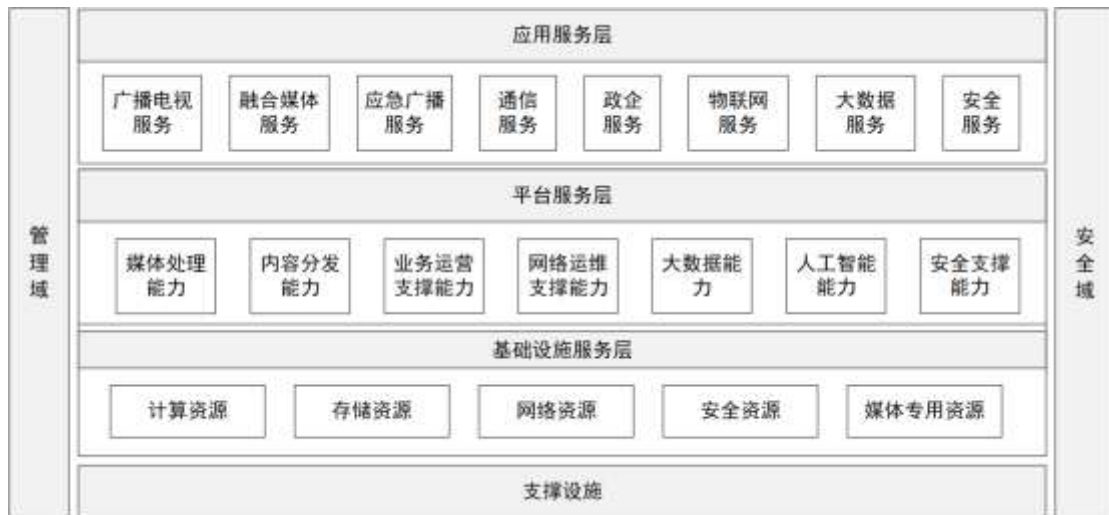 应用服务层
广播电视
服务
融合媒体
服务
应急广播
服务
通信
服务
政企
服务
物联网
服务
大数据
服务
安全
服务
平台服务层
管
理
域
媒体处理
能力
内容分发
能力
业务运营
支撑能力
网络运维
支撑能力
大数据能
力
人工智能
能力
安全支撑
能力
安
全
域
基础设施服务层
计算资源
存储资源
网络资源
安全资源
媒体专用资源
支撑设施